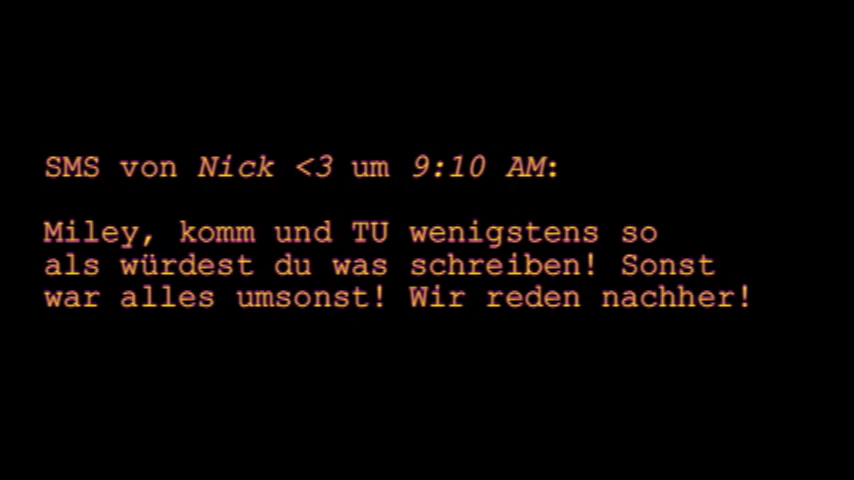 SMS von Nick <3 um 9:10 AM:
Miley, komm und TU wenigstens so
als würdest du was schreiben! Sonst
war alles umsonst! Wir reden nachher!